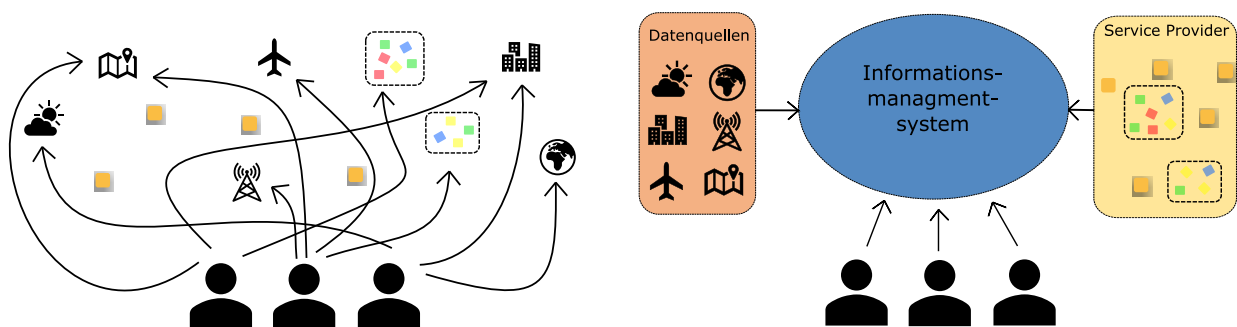 Datenquellen
Informations-
managment-
system
Service Provider